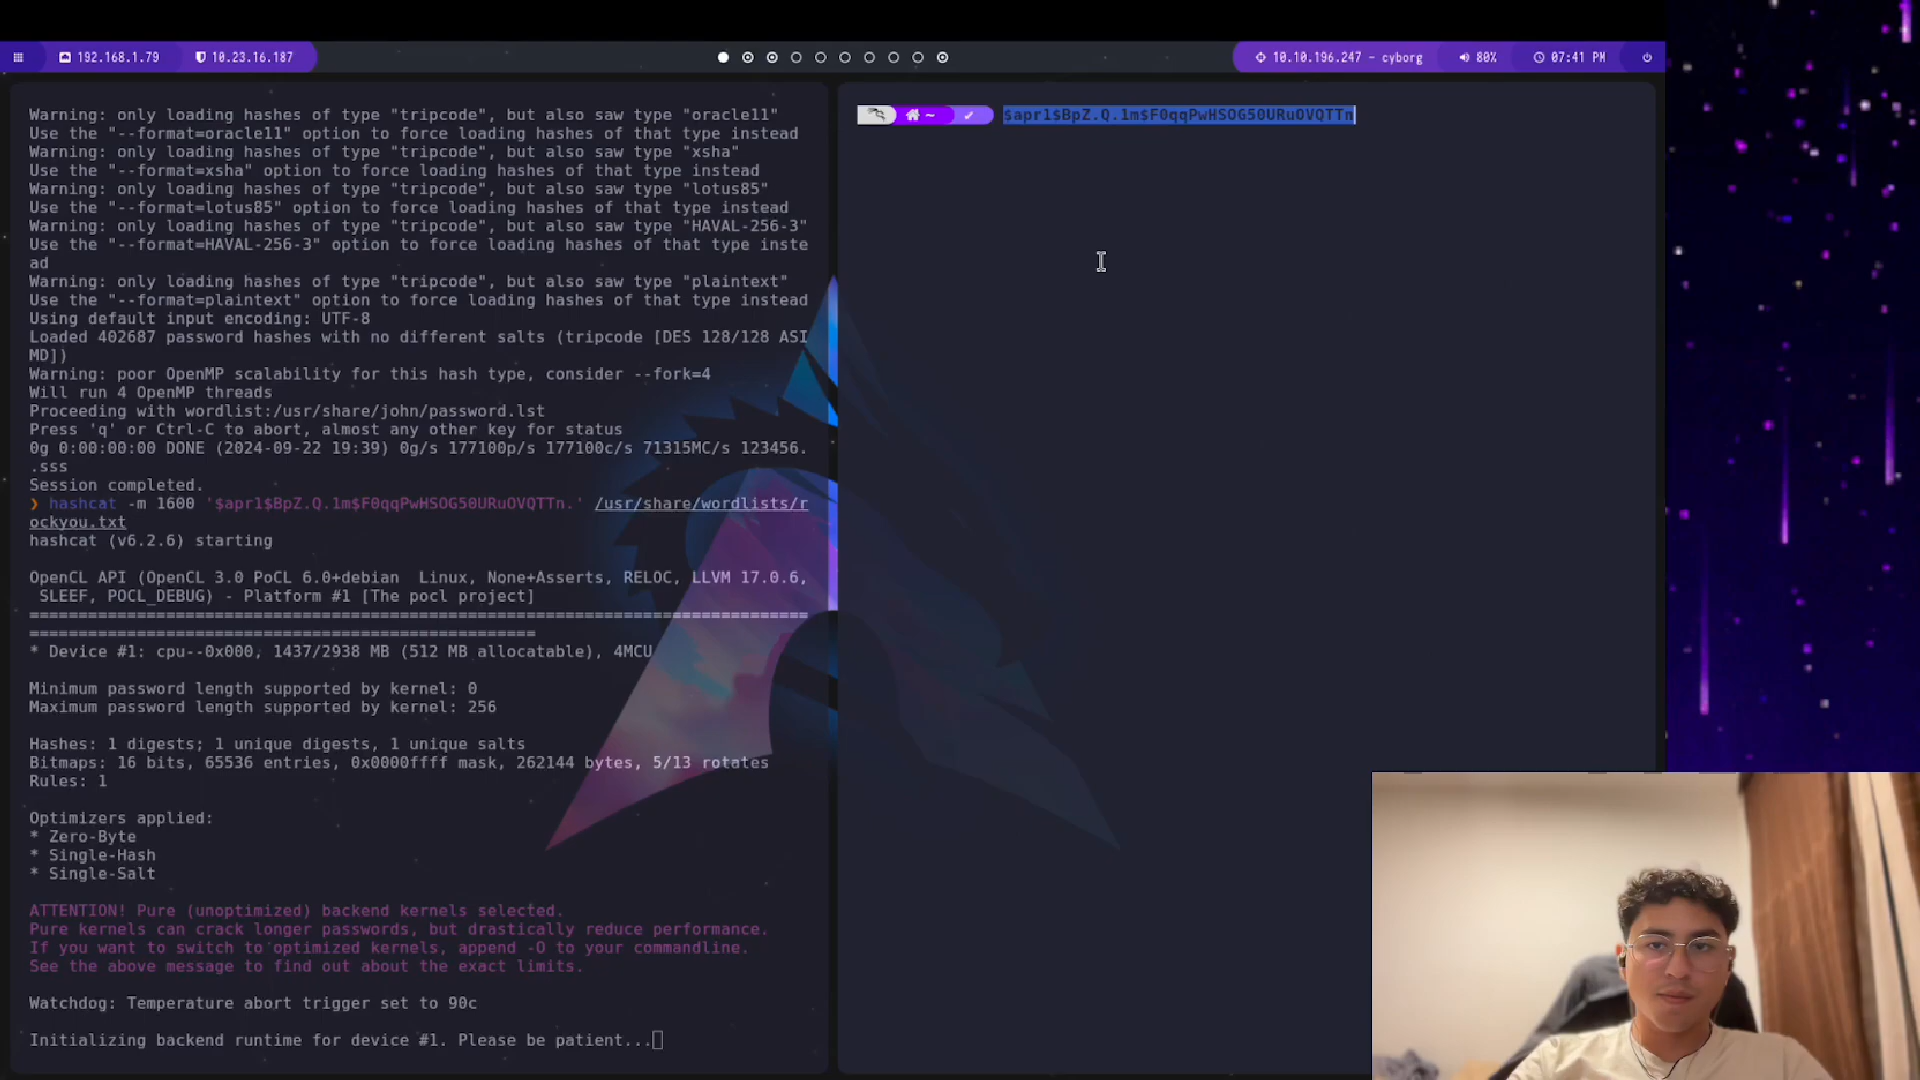 192.168.1.79 10.23.16.187 10.10.196.247 - cyborg 80% 07:41 PM
Warning: only loading hashes of type "tripcode", but also saw type "oracle11"
Use the "--format=oracle11" option to force loading hashes of that type instead
Warning: only loading hashes of type "tripcode", but also saw type "xsha"
Use the "--format=xsha" option to force loading hashes of that type instead
Warning: only loading hashes of type "tripcode", but also saw type "lotus85"
Use the "--format=lotus85" option to force loading hashes of that type instead
Warning: only loading hashes of type "tripcode", but also saw type "HAVAL-256-3"
Use the "--format=HAVAL-256-3" option to force loading hashes of that type inste
ad
Warning: only loading hashes of type "tripcode", but also saw type "plaintext"
Use the "--format=plaintext" option to force loading hashes of that type instead
Using default input encoding: UTF-8
Loaded 402687 password hashes with no different salts (tripcode [DES 128/128 ASI
MD])
Warning: poor OpenMP scalability for this hash type, consider --fork=4
Will run 4 OpenMP threads
Proceeding with wordlist:/usr/share/john/password.lst
Press 'q' or Ctrl-C to abort, almost any other key for status
0g 0:00:00:00 DONE (2024-09-22 19:39) 0g/s 177100p/s 177100c/s 71315MC/s 123456.
.sss
Session completed.
❯ hashcat -m 1600 '$apr1$BpZ.Q.1m$F0qqPwHSOG50URuOVQTTn.' /usr/share/wordlists/r
ockyou.txt
hashcat (v6.2.6) starting
OpenCL API (OpenCL 3.0 PoCL 6.0+debian  Linux, None+Asserts, RELOC, LLVM 17.0.6,
SLEEF, POCL_DEBUG) - Platform #1 [The pocl project]
================================================================================
====================================================
* Device #1: cpu--0x000, 1437/2938 MB (512 MB allocatable), 4MCU
Minimum password length supported by kernel: 0
Maximum password length supported by kernel: 256
Hashes: 1 digests; 1 unique digests, 1 unique salts
Bitmaps: 16 bits, 65536 entries, 0x0000ffff mask, 262144 bytes, 5/13 rotates
Rules: 1
Optimizers applied:
* Zero-Byte
* Single-Hash
* Single-Salt
ATTENTION! Pure (unoptimized) backend kernels selected.
Pure kernels can crack longer passwords, but drastically reduce performance.
If you want to switch to optimized kernels, append -O to your commandline.
See the above message to find out about the exact limits.
Watchdog: Temperature abort trigger set to 90c
Initializing backend runtime for device #1. Please be patient...
~ $apr1$BpZ.Q.1m$F0qqPwHSOG50URuOVQTTn